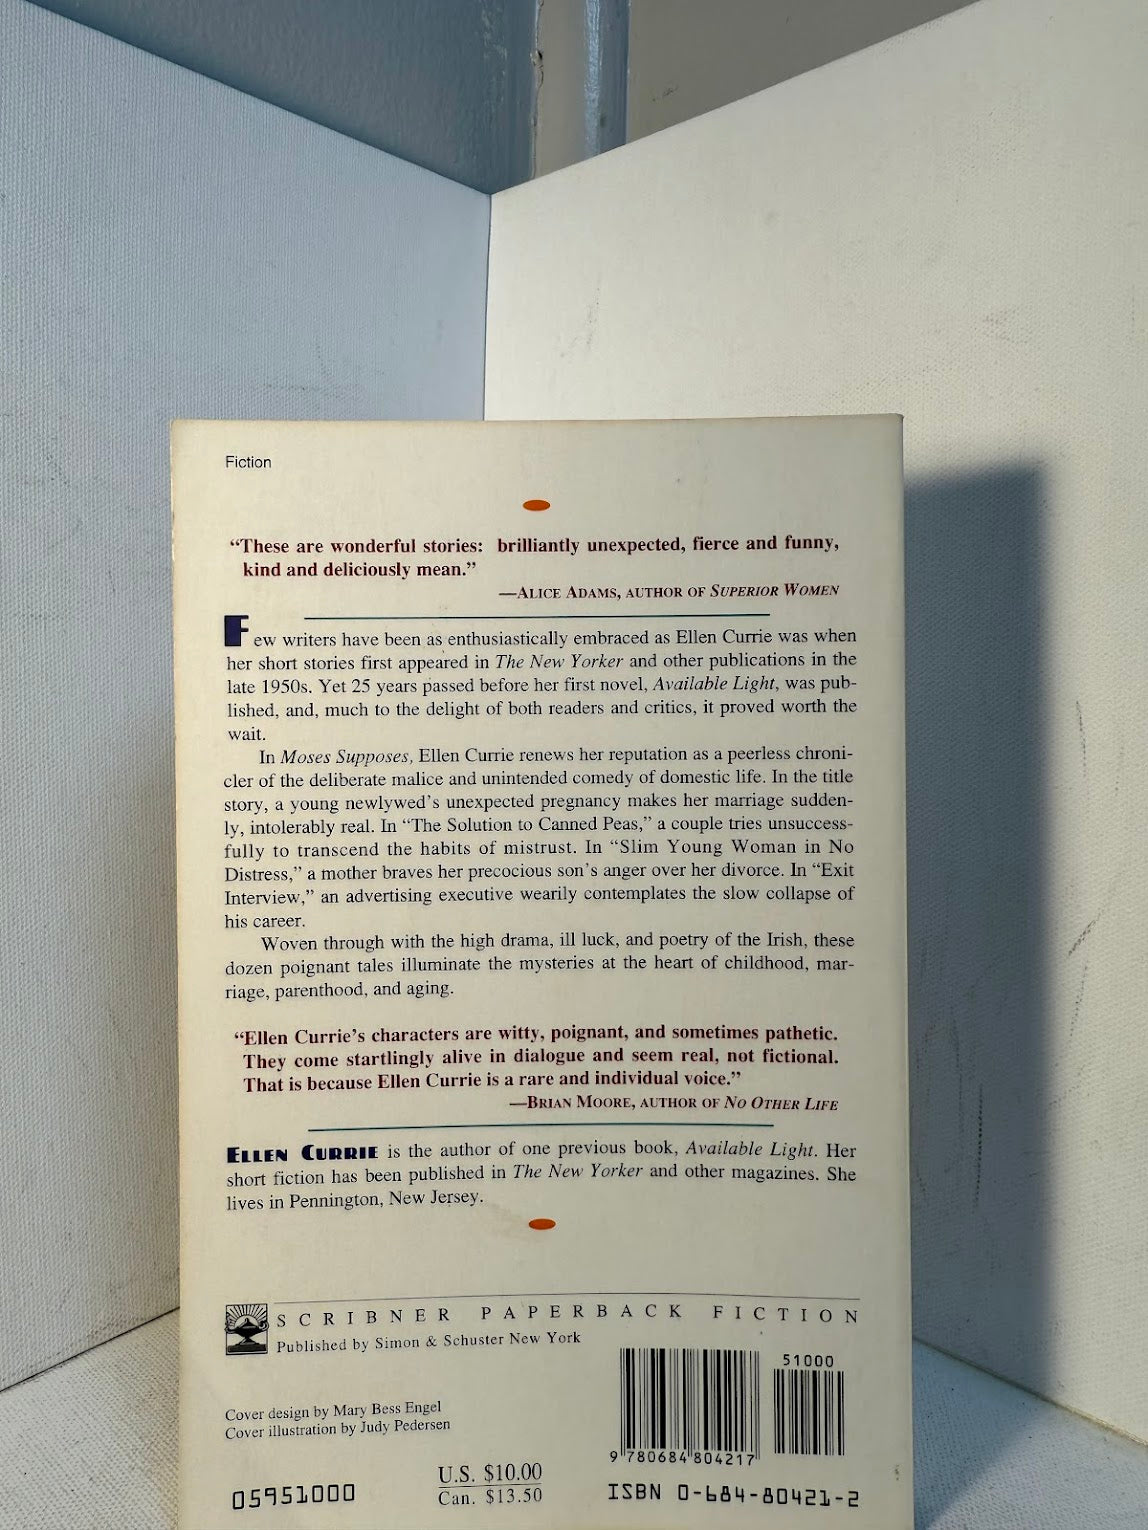 Fiction
“These are wonderful stories: brilliantly unexpected, fierce and funny,
kind and deliciously mean.”
—ALICE ADAMS, AUTHOR OF SUPERIOR WOMEN
Few writers have been as enthusiastically embraced as Ellen Currie was when
her short stories first appeared in The New Yorker and other publications in the
late 1950s. Yet 25 years passed before her first novel, Available Light, was pub-
lished, and, much to the delight of both readers and critics, it proved worth the
wait.
In Moses Supposes, Ellen Currie renews her reputation as a peerless chroni-
cler of the deliberate malice and unintended comedy of domestic life. In the title
story, a young newlywed’s unexpected pregnancy makes her marriage sudden-
ly, intolerably real. In “The Solution to Canned Peas,” a couple tries unsuccess-
fully to transcend the habits of mistrust. In “Slim Young Woman in No
Distress,” a mother braves her precocious son’s anger over her divorce. In “Exit
Interview,” an advertising executive wearily contemplates the slow collapse of
his career.
Woven through with the high drama, ill luck, and poetry of the Irish, these
dozen poignant tales illuminate the mysteries at the heart of childhood, mar-
riage, parenthood, and aging.
“Ellen Currie’s characters are witty, poignant, and sometimes pathetic.
They come startlingly alive in dialogue and seem real, not fictional.
That is because Ellen Currie is a rare and individual voice.”
—BRIAN MOORE, AUTHOR OF NO OTHER LIFE
ELLEN CURRIE is the author of one previous book, Available Light. Her
short fiction has been published in The New Yorker and other magazines. She
lives in Pennington, New Jersey.
SCRIBNER PAPERBACK FICTION
Published by Simon & Schuster New York
51000
Cover design by Mary Bess Engel
Cover illustration by Judy Pedersen
9 780684 804217
U.S. $10.00
Can. $13.50
05951000
ISBN 0-684-80421-2